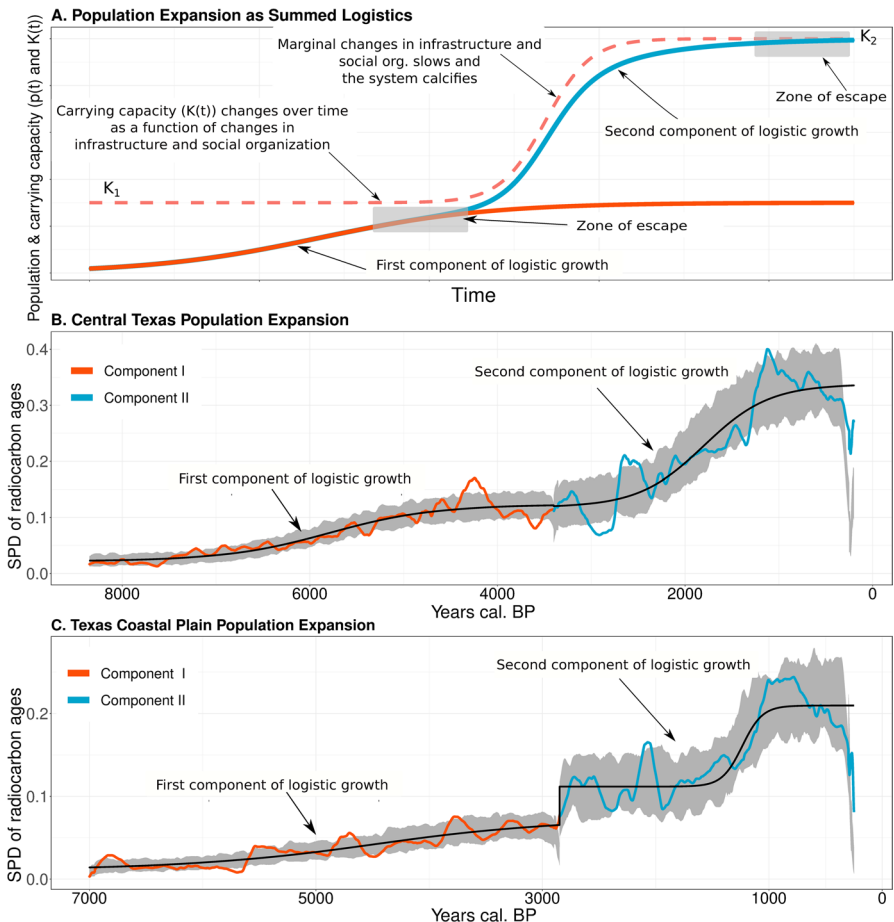 A. Population Expansion as Summed Logistics
Population & carrying capacity (p(t) and K(t))
Marginal changes in infrastructure and
social org. slows and
the system calcifies
K2
Zone of escape
Carrying capacity (K(t)) changes over time
as a function of changes in
infrastructure and social organization
Second component of logistic growth
K1
Zone of escape
First component of logistic growth
Time
B. Central Texas Population Expansion
SPD of radiocarbon ages
0.4
0.3
0.2
0.1
0.0
Component I
Component II
Second component of logistic growth
First component of logistic growth
8000 6000 4000 2000 0
Years cal. BP
C. Texas Coastal Plain Population Expansion
SPD of radiocarbon ages
0.2
0.1
0.0
Component I
Component II
Second component of logistic growth
First component of logistic growth
7000 5000 3000 1000 0
Years cal. BP